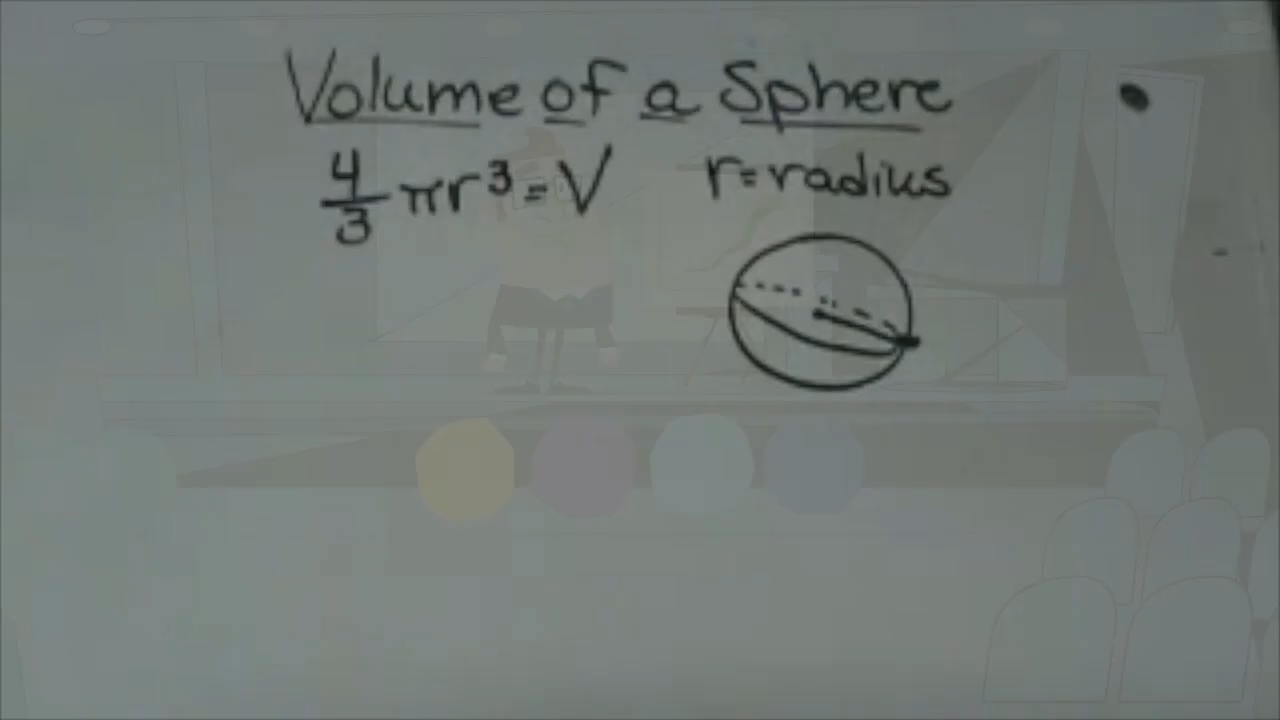 Volume of a Sphere
4/3 πr³ = V r = radius